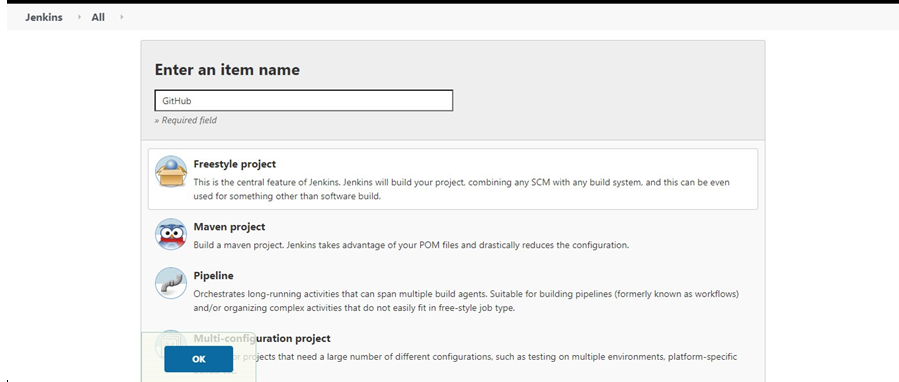 Jenkins All
Enter an item name
GitHub
» Required field
Freestyle project
This is the central feature of Jenkins. Jenkins will build your project, combining any SCM with any build system, and this can be even
used for something other than software build.
Maven project
Build a maven project. Jenkins takes advantage of your POM files and drastically reduces the configuration.
Pipeline
Orchestrates long-running activities that can span multiple build agents. Suitable for building pipelines (formerly known as workflows)
and/or organizing complex activities that do not easily fit in free-style job type.
Multi-configuration project
projects that need a large number of different configurations, such as testing on multiple environments, platform-specific
OK